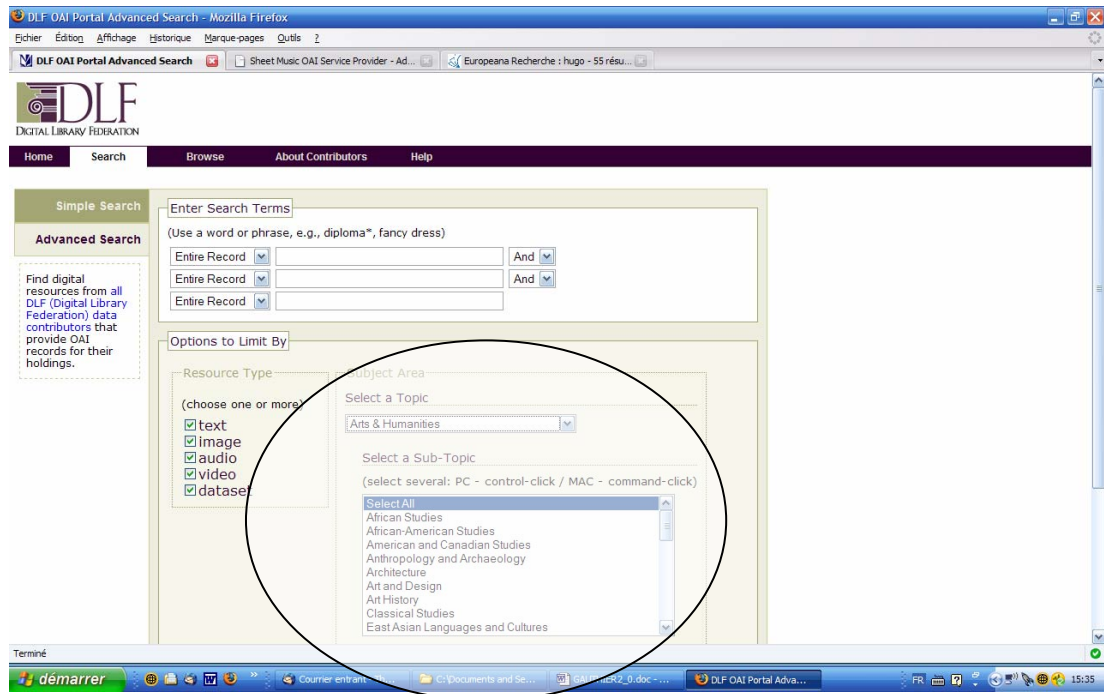 DLF OAI Portal Advanced Search - Mozilla Firefox
Fichier Édition Affichage Historique Marque-pages Outils ?
DLF OAI Portal Advanced Search
Sheet Music OAI Service Provider - Ad...
Europeana Recherche : hugo - 55 résu...
DLF
DIGITAL LIBRARY FEDERATION
Home Search Browse About Contributors Help
Simple Search
Advanced Search
Find digital
resources from all
DLF (Digital Library
Federation) data
contributors that
provide OAI
records for their
holdings.
Enter Search Terms
(Use a word or phrase, e.g., diploma*, fancy dress)
Entire Record And
Entire Record And
Entire Record
Options to Limit By
Resource Type
(choose one or more)
text
image
audio
video
dataset
Subject Area
Select a Topic
Arts & Humanities
Select a Sub-Topic
(select several: PC - control-click / MAC - command-click)
Select All
African Studies
African-American Studies
American and Canadian Studies
Anthropology and Archaeology
Architecture
Art and Design
Art History
Classical Studies
East Asian Languages and Cultures
Terminé
démarrer
Courrier entrant
C:\Documents and Se...
GAUTHIER2_0.doc - ...
DLF OAI Portal Adva...
FR
15:35